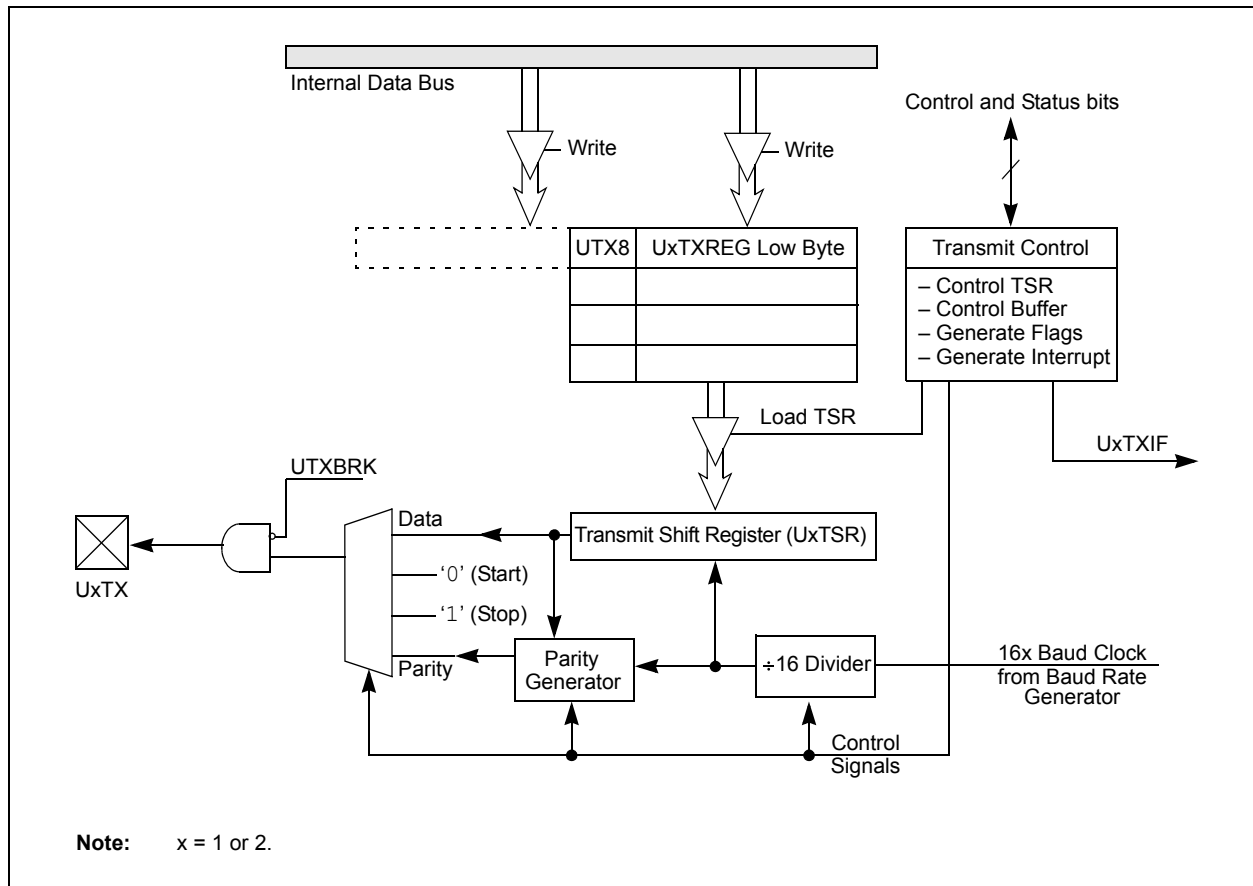 Internal Data Bus
Control and Status bits
Write
Write
UTX8
UxTXREG Low Byte
Transmit Control
– Control TSR
– Control Buffer
– Generate Flags
– Generate Interrupt
Load TSR
UxTXIF
UTXBRK
Data
Transmit Shift Register (UxTSR)
UxTX
‘0’ (Start)
‘1’ (Stop)
Parity
Parity
Generator
÷16 Divider
16x Baud Clock
from Baud Rate
Generator
Control
Signals
Note: x = 1 or 2.